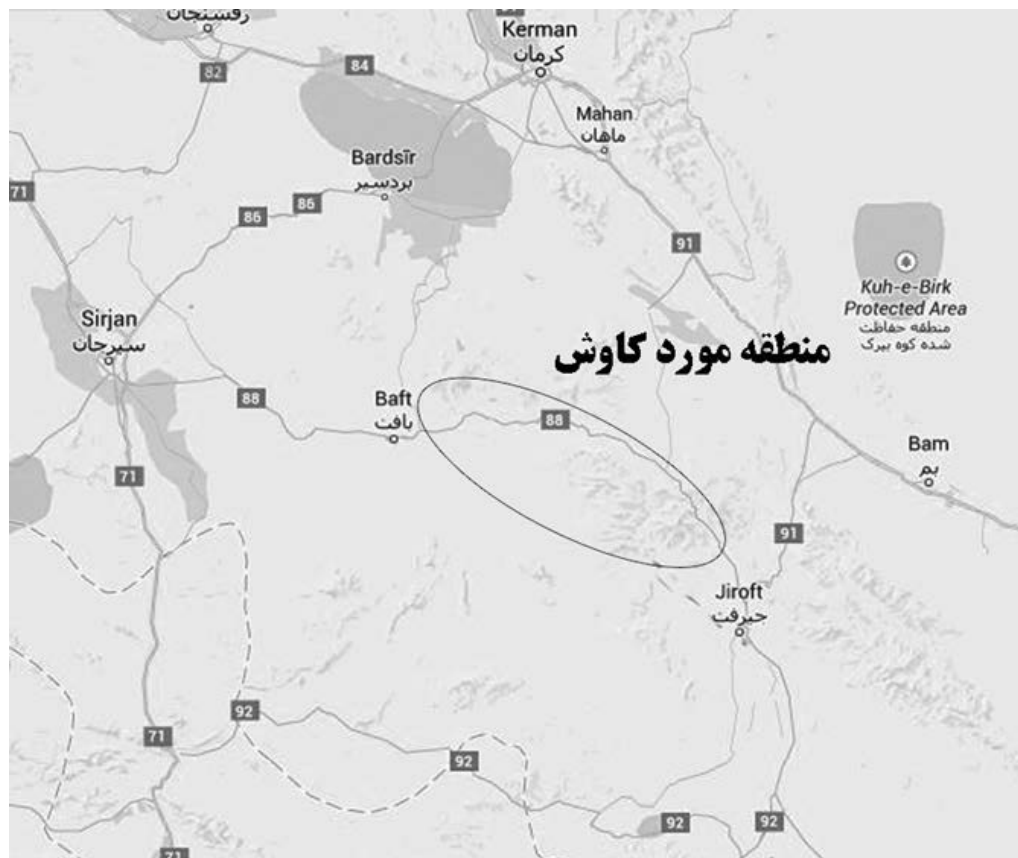 رفسنجان
Kerman
کرمان
84
82
Mahan
ماهان
Bardsīr
بردسیر
71
86
86
91
Kuh-e-Birk
Protected Area
منطقه حفاظت
شده کوه بیرک
Sirjan
سیرجان
منطقه مورد کاوش
Baft
بافت
88
88
Bam
بم
71
91
Jiroft
جیرفت
92
71
92
92
92
71